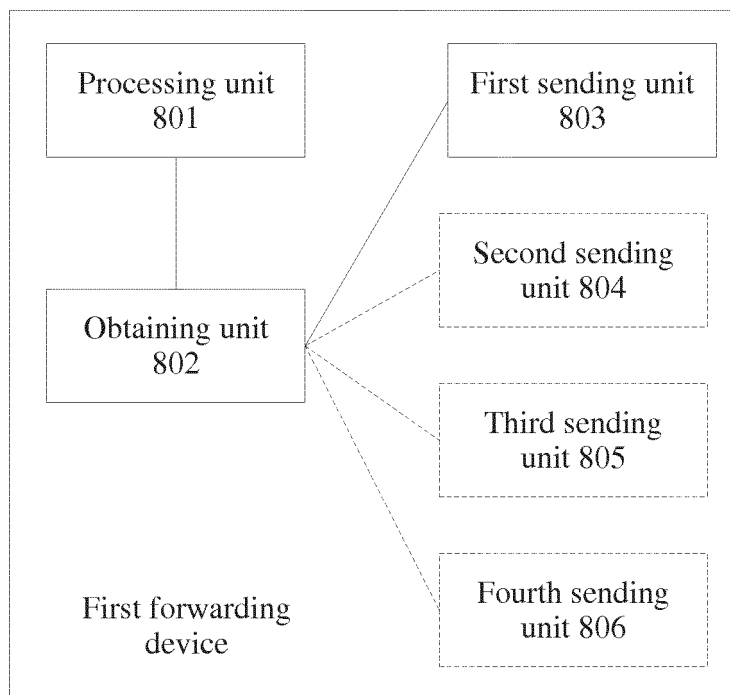 Processing unit
801
First sending unit
803
Second sending
unit 804
Obtaining unit
802
Third sending
unit 805
Fourth sending
unit 806
First forwarding
device